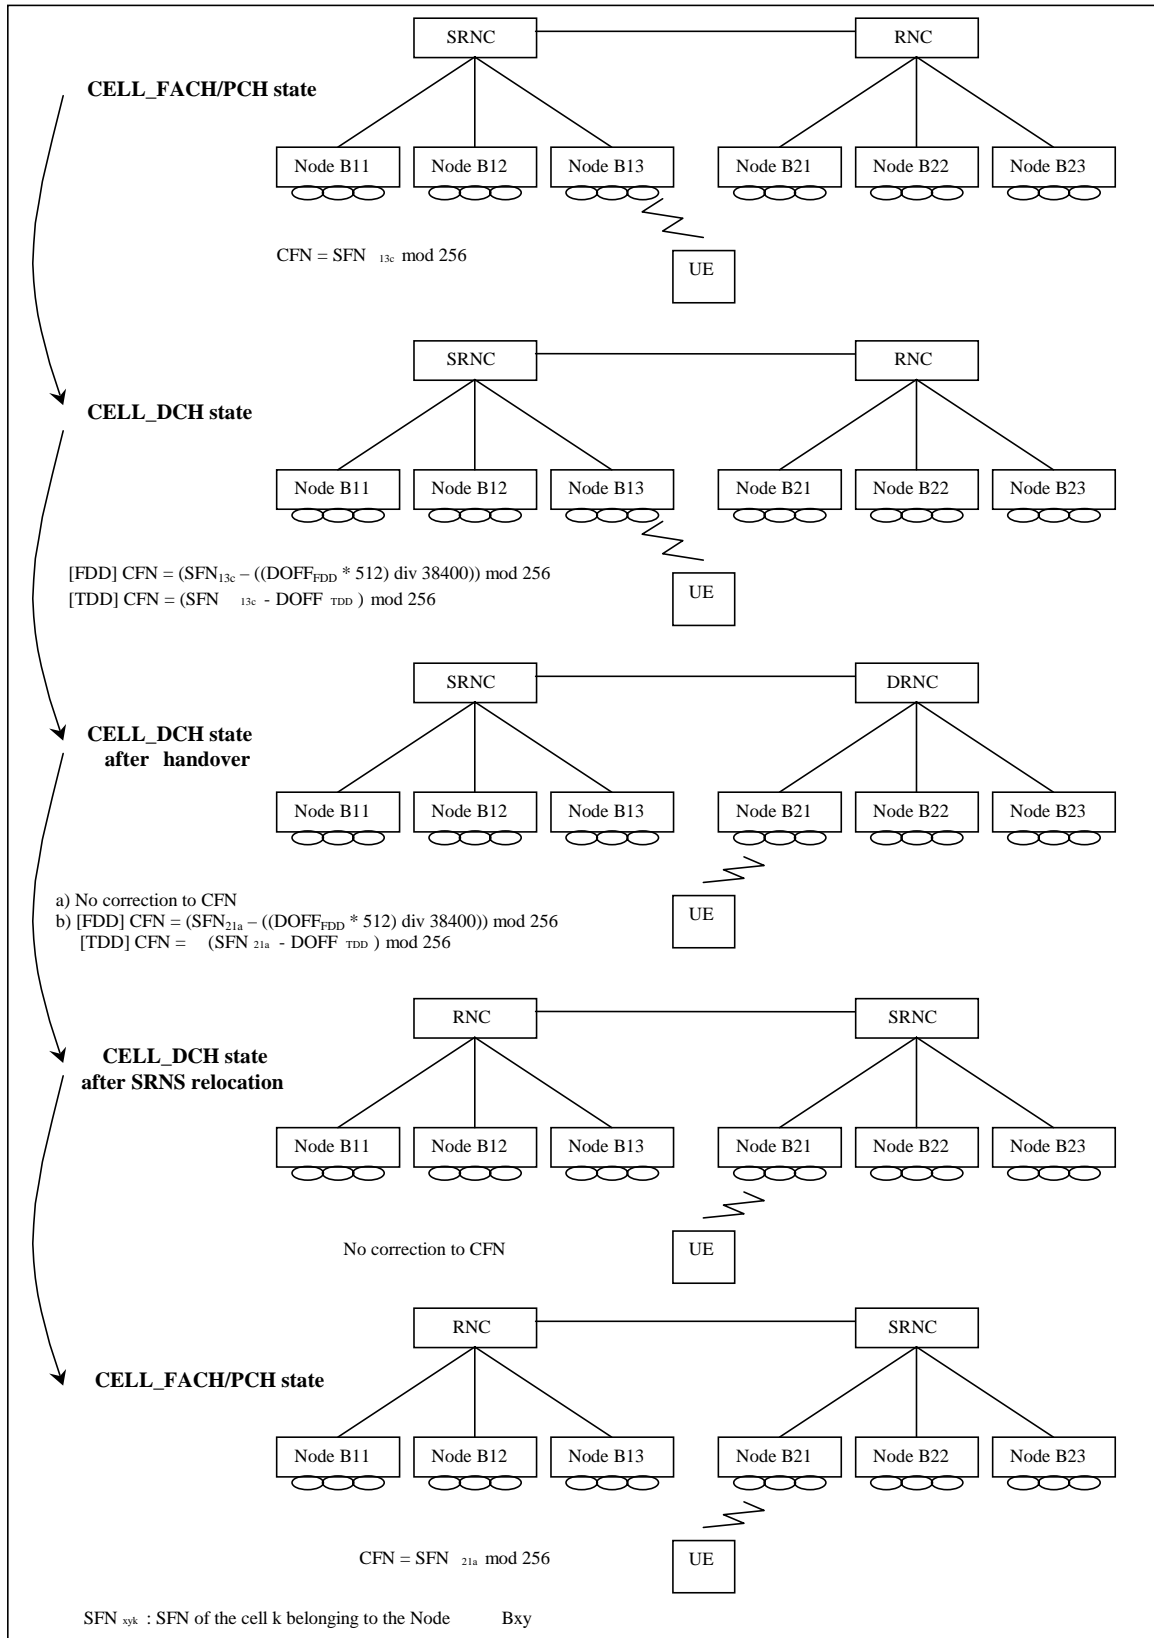 SRNC RNC
CELL_FACH/PCH state
Node B11 Node B12 Node B13 Node B21 Node B22 Node B23
CFN = SFN 13c mod 256
UE
SRNC RNC
CELL_DCH state
Node B11 Node B12 Node B13 Node B21 Node B22 Node B23
[FDD] CFN = (SFN13c – ((DOFFFDD * 512) div 38400)) mod 256
[TDD] CFN = (SFN 13c - DOFF TDD ) mod 256
UE
SRNC DRNC
CELL_DCH state
after handover
Node B11 Node B12 Node B13 Node B21 Node B22 Node B23
a) No correction to CFN
b) [FDD] CFN = (SFN21a – ((DOFFFDD * 512) div 38400)) mod 256
[TDD] CFN = (SFN 21a - DOFF TDD ) mod 256
UE
RNC SRNC
CELL_DCH state
after SRNS relocation
Node B11 Node B12 Node B13 Node B21 Node B22 Node B23
No correction to CFN
UE
RNC SRNC
CELL_FACH/PCH state
Node B11 Node B12 Node B13 Node B21 Node B22 Node B23
CFN = SFN 21a mod 256
UE
SFN xyk : SFN of the cell k belonging to the Node Bxy